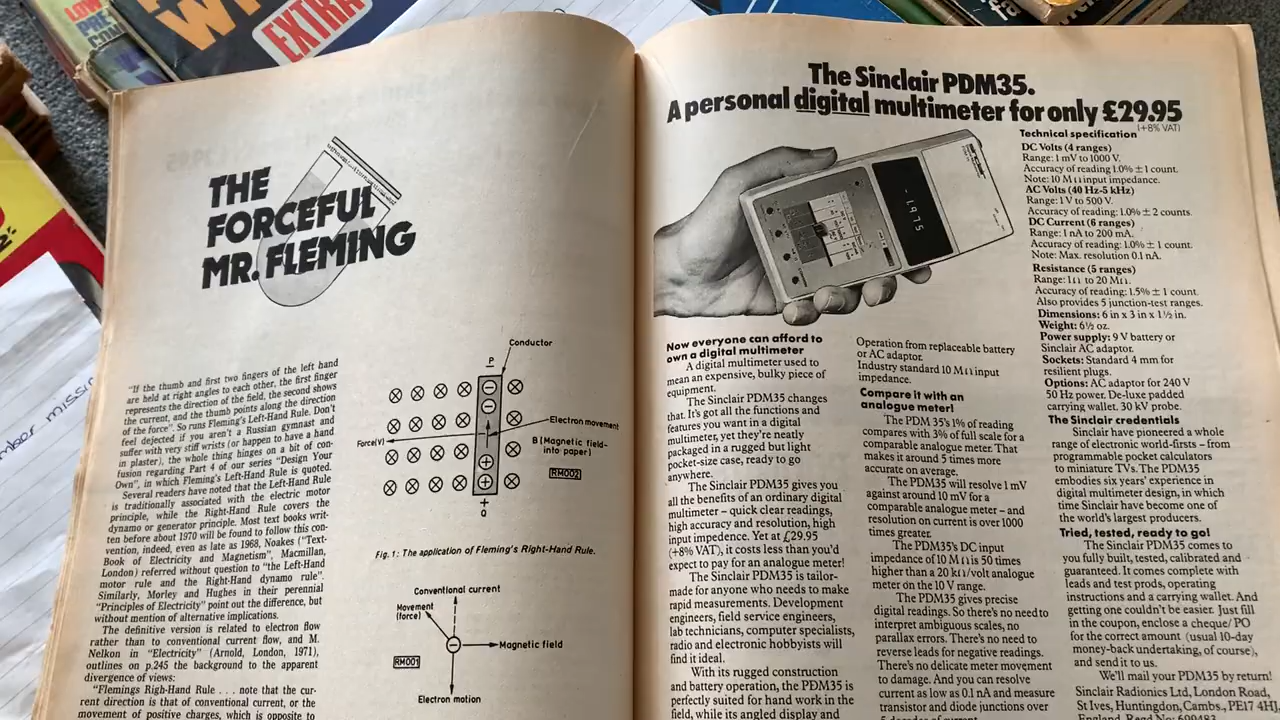 LOW
EXTRA
mber missi
THE
FORCEFUL
MR. FLEMING
"If the thumb and first two fingers of the left hand
are held at right angles to each other, the first finger
represents the direction of the field, the second shows
the current, and the thumb points along the direction
of the force". So runs Fleming's Left-Hand Rule. Don't
feel dejected if you aren't a Russian gymnast and
suffer with very stiff wrists (or happen to have a hand
in plaster), the whole thing hinges on a bit of con-
fusion regarding Part 4 of our series "Design Your
Own", in which Fleming's Left-Hand Rule is quoted.
Several readers have noted that the Left-Hand Rule
is traditionally associated with the electric motor
principle, while the Right-Hand Rule covers the
dynamo or generator principle. Most text books writ-
ten before about 1970 will be found to follow this con-
vention, indeed, even as late as 1968, Noakes ("Text-
Book of Electricity and Magnetism", Macmillan,
London) referred without question to "the Left-Hand
motor rule and the Right-Hand dynamo rule".
Similarly, Morley and Hughes in their perennial
"Principles of Electricity" point out the difference, but
without mention of alternative implications.
The definitive version is related to electron flow
rather than to conventional current flow, and M.
Nelkon in "Electricity" (Arnold, London, 1971),
outlines on p.245 the background to the apparent
divergence of views:
"Flemings Righ-Hand Rule . . . note that the cur-
rent direction is that of conventional current, or the
movement of positive charges, which is opposite to
Conductor
P
Electron movement
Force(v)
B (Magnetic field-
into paper)
RM002
+
Q
Fig. 1: The application of Fleming's Right-Hand Rule.
Conventional current
Movement
(force)
Magnetic field
RM001
Electron motion
The Sinclair PDM35.
A personal digital multimeter for only £29.95
(+8% VAT)
-1975
Now everyone can afford to
own a digital multimeter
A digital multimeter used to
mean an expensive, bulky piece of
equipment.
The Sinclair PDM35 changes
that. It's got all the functions and
features you want in a digital
multimeter, yet they're neatly
packaged in a rugged but light
pocket-size case, ready to go
anywhere.
The Sinclair PDM35 gives you
all the benefits of an ordinary digital
multimeter – quick clear readings,
high accuracy and resolution, high
input impedence. Yet at £29.95
(+8% VAT), it costs less than you'd
expect to pay for an analogue meter!
The Sinclair PDM35 is tailor-
made for anyone who needs to make
rapid measurements. Development
engineers, field service engineers,
lab technicians, computer specialists,
radio and electronic hobbyists will
find it ideal.
With its rugged construction
and battery operation, the PDM35 is
perfectly suited for hand work in the
field, while its angled display and
Operation from replaceable battery
or AC adaptor.
Industry standard 10 MΩ input
impedance.
Compare it with an
analogue meter!
The PDM 35's 1% of reading
compares with 3% of full scale for a
comparable analogue meter. That
makes it around 5 times more
accurate on average.
The PDM35 will resolve 1 mV
against around 10 mV for a
comparable analogue meter – and
resolution on current is over 1000
times greater.
The PDM35's DC input
impedance of 10 MΩ is 50 times
higher than a 20 kΩ/volt analogue
meter on the 10 V range.
The PDM35 gives precise
digital readings. So there's no need to
interpret ambiguous scales, no
parallax errors. There's no need to
reverse leads for negative readings.
There's no delicate meter movement
to damage. And you can resolve
current as low as 0.1 nA and measure
transistor and diode junctions over
5 decades of current.
Technical specification
DC Volts (4 ranges)
Range: 1 mV to 1000 V.
Accuracy of reading 1.0% ± 1 count.
Note: 10 MΩ input impedance.
AC Volts (40 Hz-5 kHz)
Range: 1 V to 500 V.
Accuracy of reading: 1.0% ± 2 counts.
DC Current (6 ranges)
Range: 1 nA to 200 mA.
Accuracy of reading: 1.0% ± 1 count.
Note: Max. resolution 0.1 nA.
Resistance (5 ranges)
Range: 1Ω to 20 MΩ.
Accuracy of reading: 1.5% ± 1 count.
Also provides 5 junction-test ranges.
Dimensions: 6 in x 3 in x 1½ in.
Weight: 6½ oz.
Power supply: 9 V battery or
Sinclair AC adaptor.
Sockets: Standard 4 mm for
resilient plugs.
Options: AC adaptor for 240 V
50 Hz power. De-luxe padded
carrying wallet. 30 kV probe.
The Sinclair credentials
Sinclair have pioneered a whole
range of electronic world-firsts – from
programmable pocket calculators
to miniature TVs. The PDM35
embodies six years' experience in
digital multimeter design, in which
time Sinclair have become one of
the world's largest producers.
Tried, tested, ready to go!
The Sinclair PDM35 comes to
you fully built, tested, calibrated and
guaranteed. It comes complete with
leads and test prods, operating
instructions and a carrying wallet. And
getting one couldn't be easier. Just fill
in the coupon, enclose a cheque/ PO
for the correct amount (usual 10-day
money-back undertaking, of course),
and send it to us.
We'll mail your PDM35 by return!
Sinclair Radionics Ltd, London Road,
St Ives, Huntingdon, Cambs., PE17 4HJ,